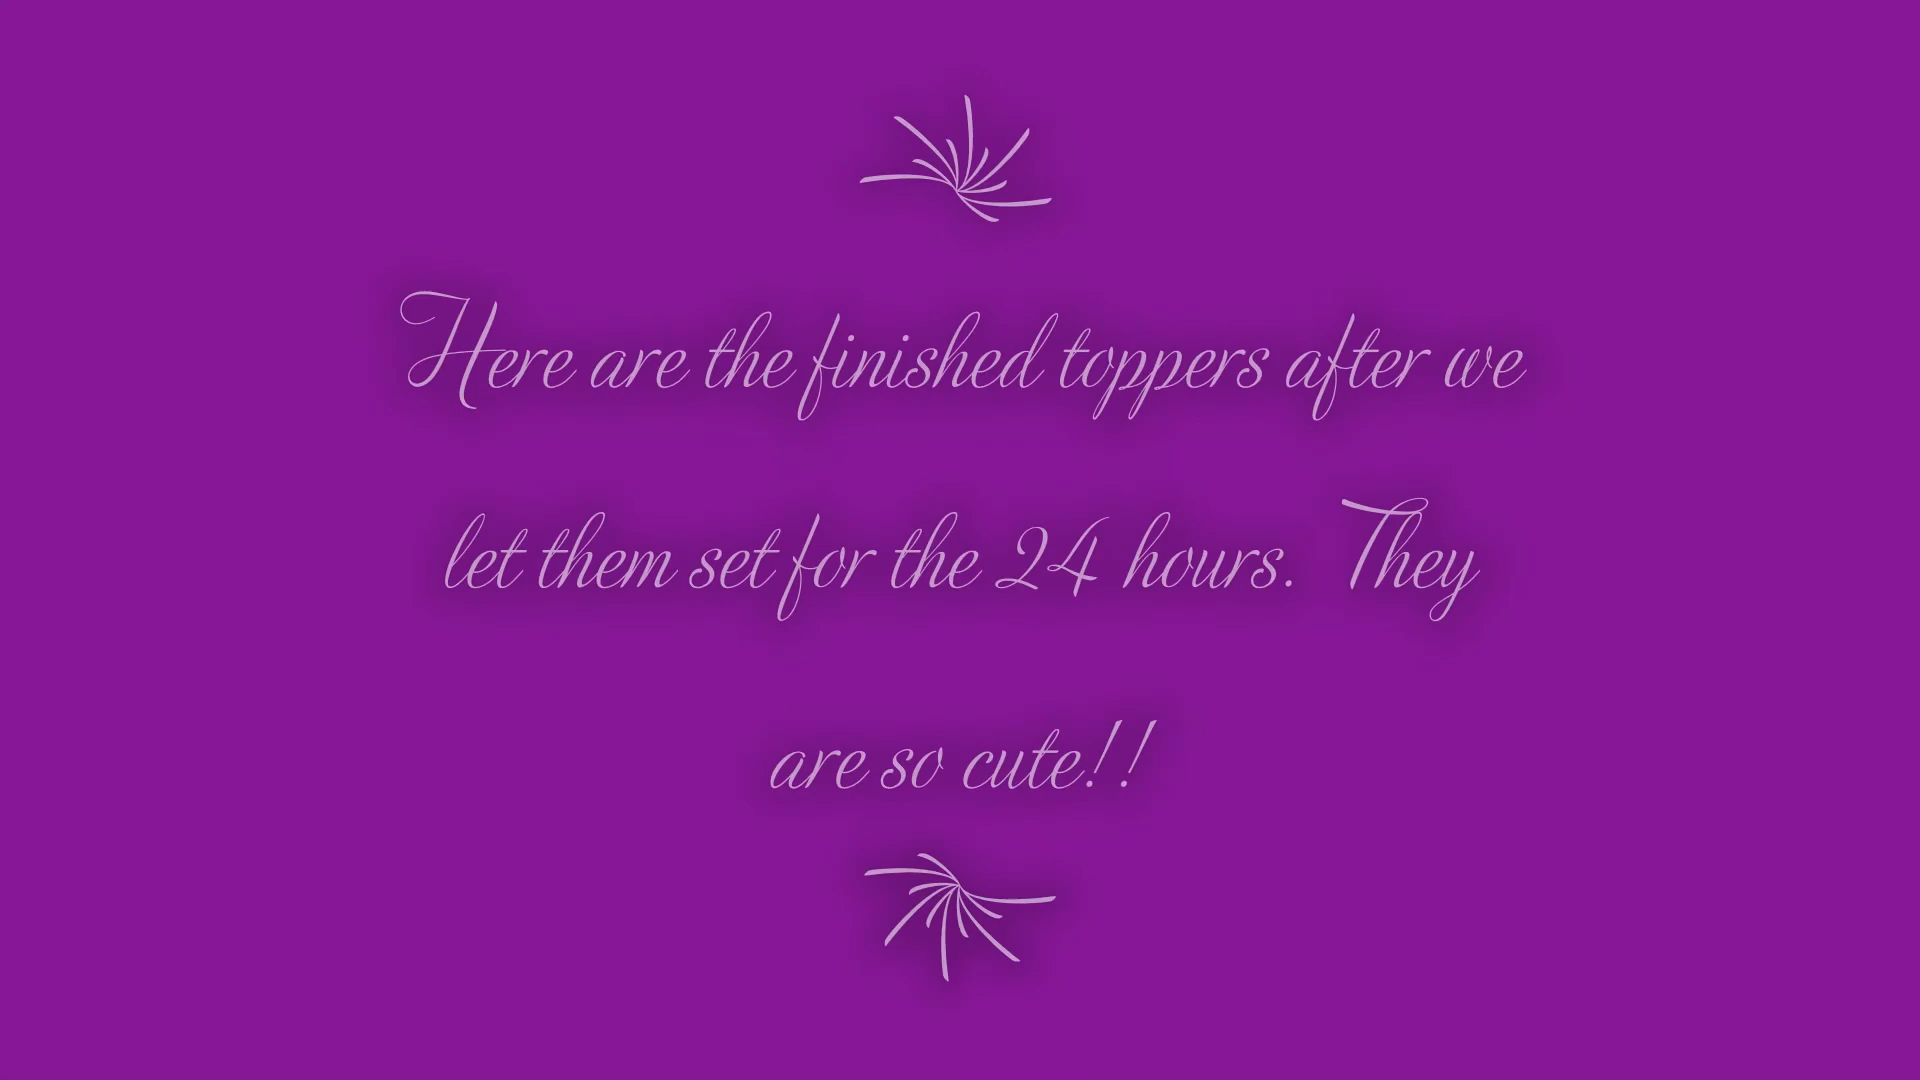 Here are the finished toppers after we
let them set for the 24 hours. They
are so cute!!